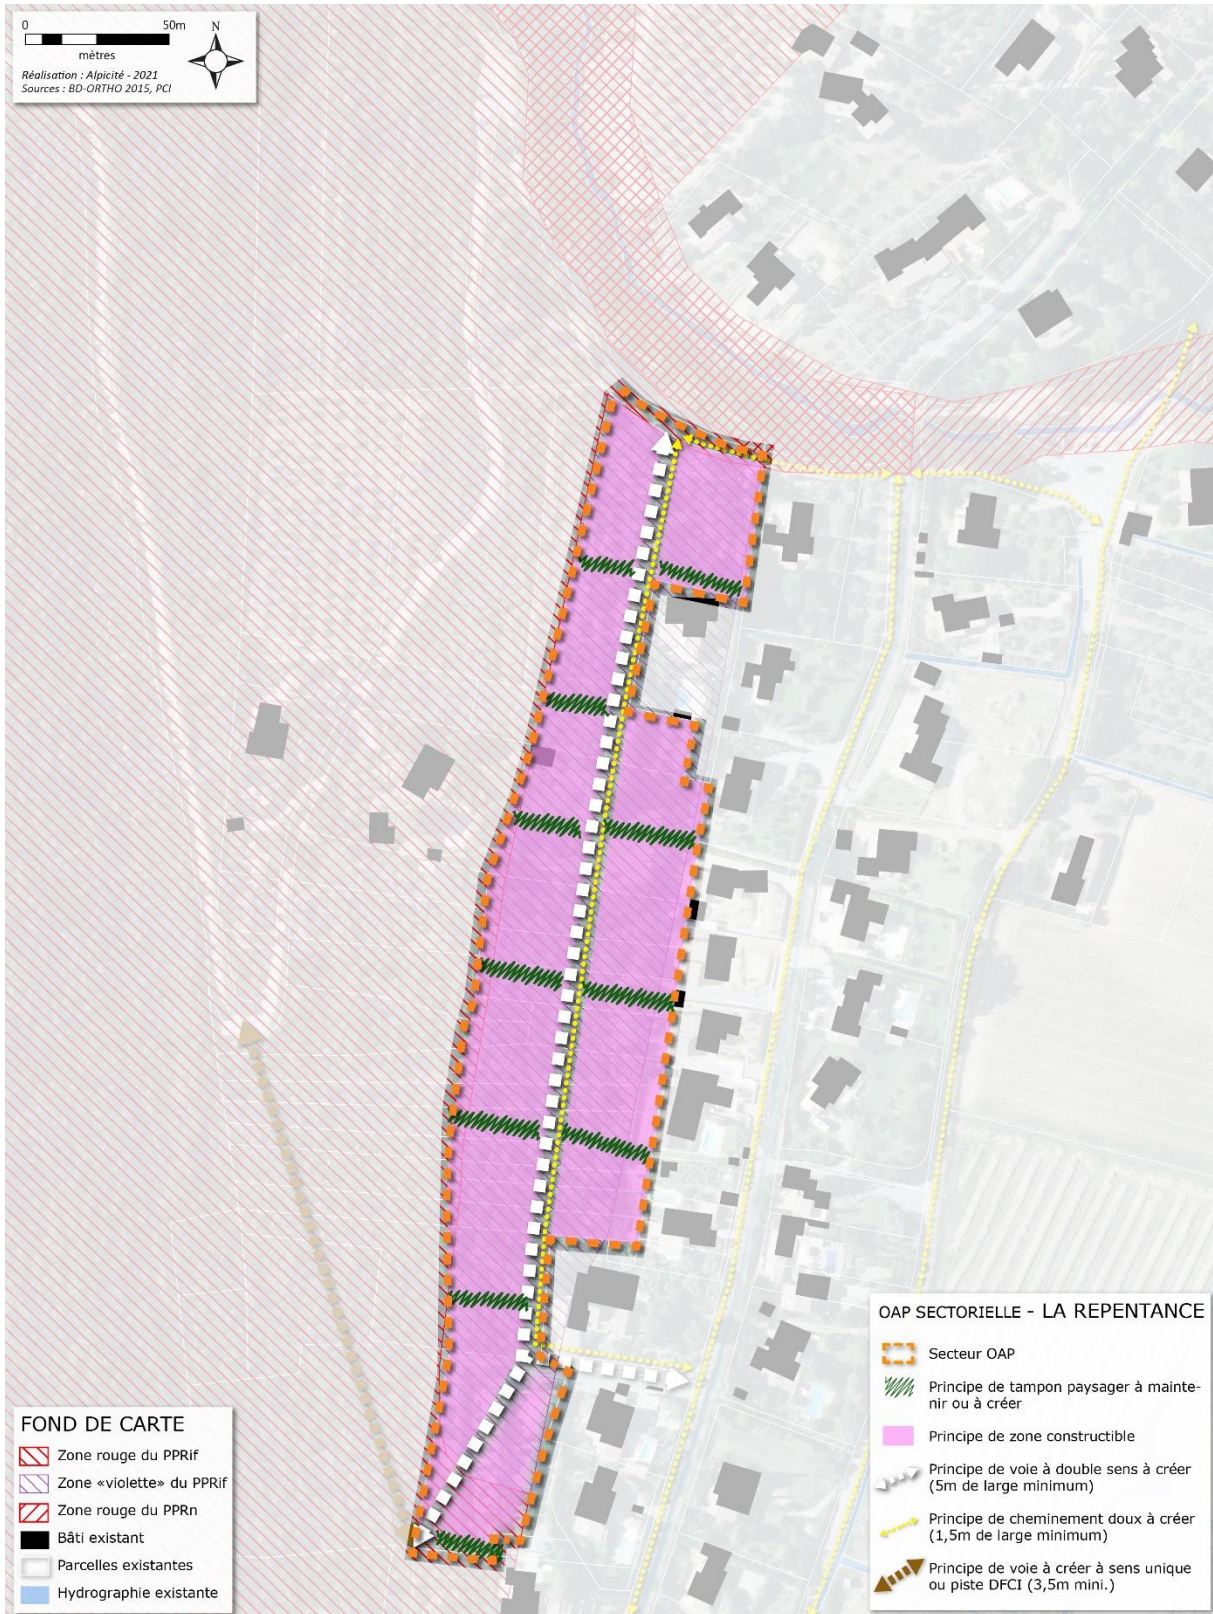 0 50m
N
mètres
Réalisation : Alpicité - 2021
Sources : BD-ORTHO 2015, PCI
FOND DE CARTE
Zone rouge du PPRif
Zone «violette» du PPRif
Zone rouge du PPRn
Bâti existant
Parcelles existantes
Hydrographie existante
OAP SECTORIELLE - LA REPENTANCE
Secteur OAP
Principe de tampon paysager à mainte-
nir ou à créer
Principe de zone constructible
Principe de voie à double sens à créer
(5m de large minimum)
Principe de cheminement doux à créer
(1,5m de large minimum)
Principe de voie à créer à sens unique
ou piste DFCI (3,5m mini.)